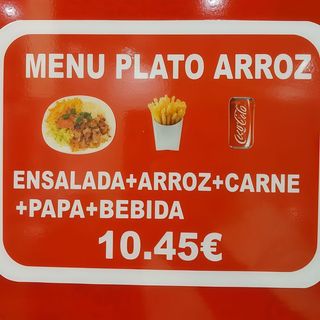 MENU PLATO ARROZ
Coca-Cola
ENSALADA+ARROZ+CARNE
+PAPA+BEBIDA
10.45€